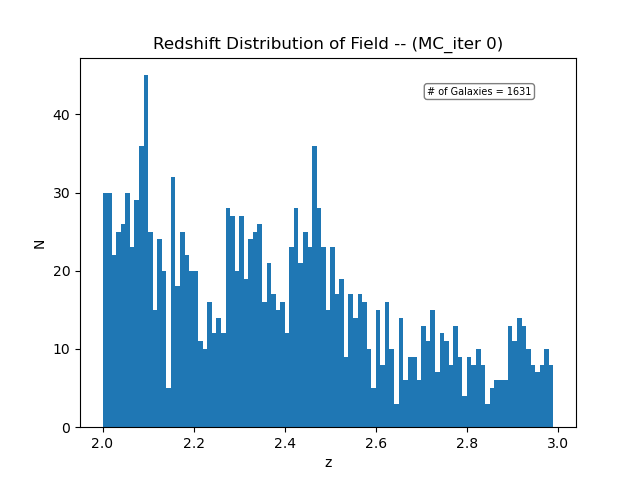 Redshift Distribution of Field -- (MC_iter 0)
# of Galaxies = 1631
40
30
20
10
0
N
2.0 2.2 2.4 2.6 2.8 3.0
z